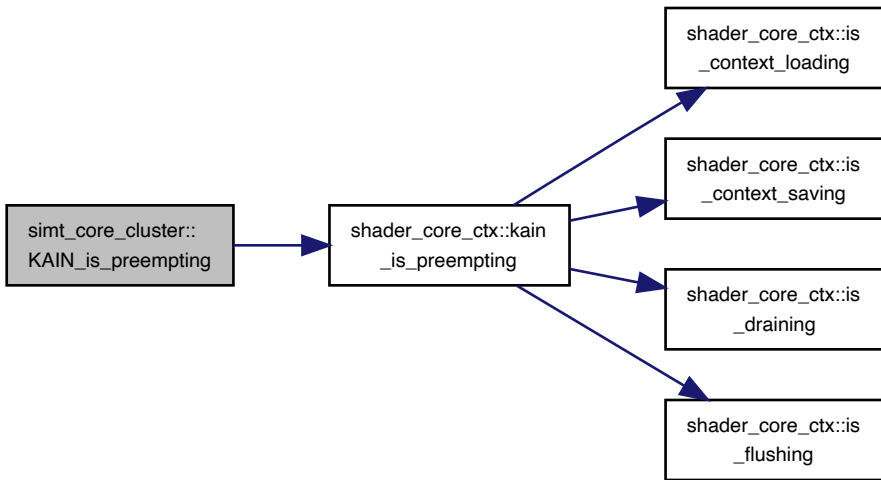 simt_core_cluster::
KAIN_is_preempting
shader_core_ctx::kain
_is_preempting
shader_core_ctx::is
_context_loading
shader_core_ctx::is
_context_saving
shader_core_ctx::is
_draining
shader_core_ctx::is
_flushing